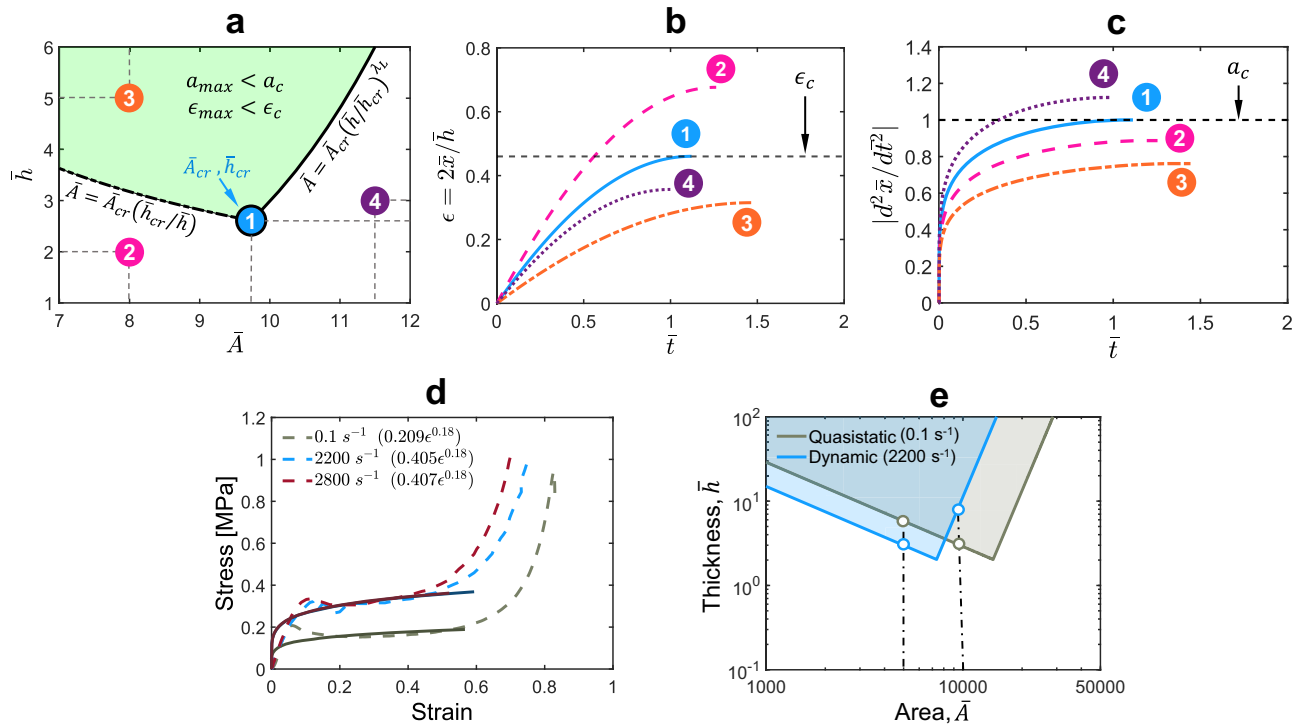 a
6
5
4
3
2
1
h̄
7
8
9
10
11
12
Ā
a_max < a_c
ϵ_max < ϵ_c
Ā_cr , h̄_cr
Ā = Ā_cr(h̄_cr/h̄)
Ā = Ā_cr(h̄/h̄_cr)^λ_L
3
1
4
2
b
0.8
0.6
0.4
0.2
0
ϵ = 2x̄/h̄
0
0.5
1
1.5
2
t̄
2
1
4
3
ϵ_c
c
1.4
1.2
1
0.8
0.6
0.4
0.2
0
|d²x̄/dt̄²|
0
0.5
1
1.5
2
t̄
4
1
2
3
a_c
d
1.2
1
0.8
0.6
0.4
0.2
0
Stress [MPa]
0.1 s⁻¹ (0.209ϵ^0.18)
2200 s⁻¹ (0.405ϵ^0.18)
2800 s⁻¹ (0.407ϵ^0.18)
0
0.2
0.4
0.6
0.8
1
Strain
e
10²
10¹
10⁰
10⁻¹
Thickness, h̄
Quasistatic (0.1 s⁻¹)
Dynamic (2200 s⁻¹)
1000
10000
50000
Area, Ā